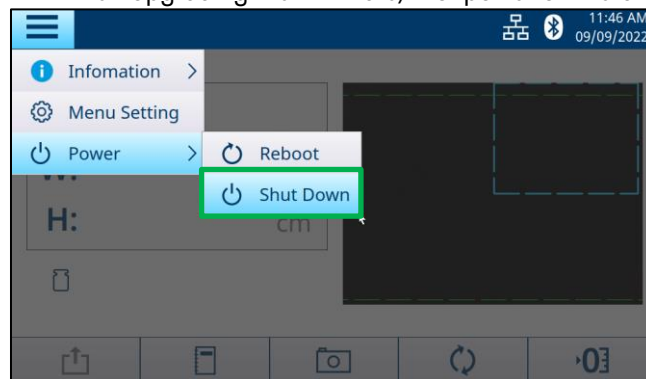 11:46 AM
09/09/2022
Infomation
Menu Setting
Power
Reboot
Shut Down
H:
cm